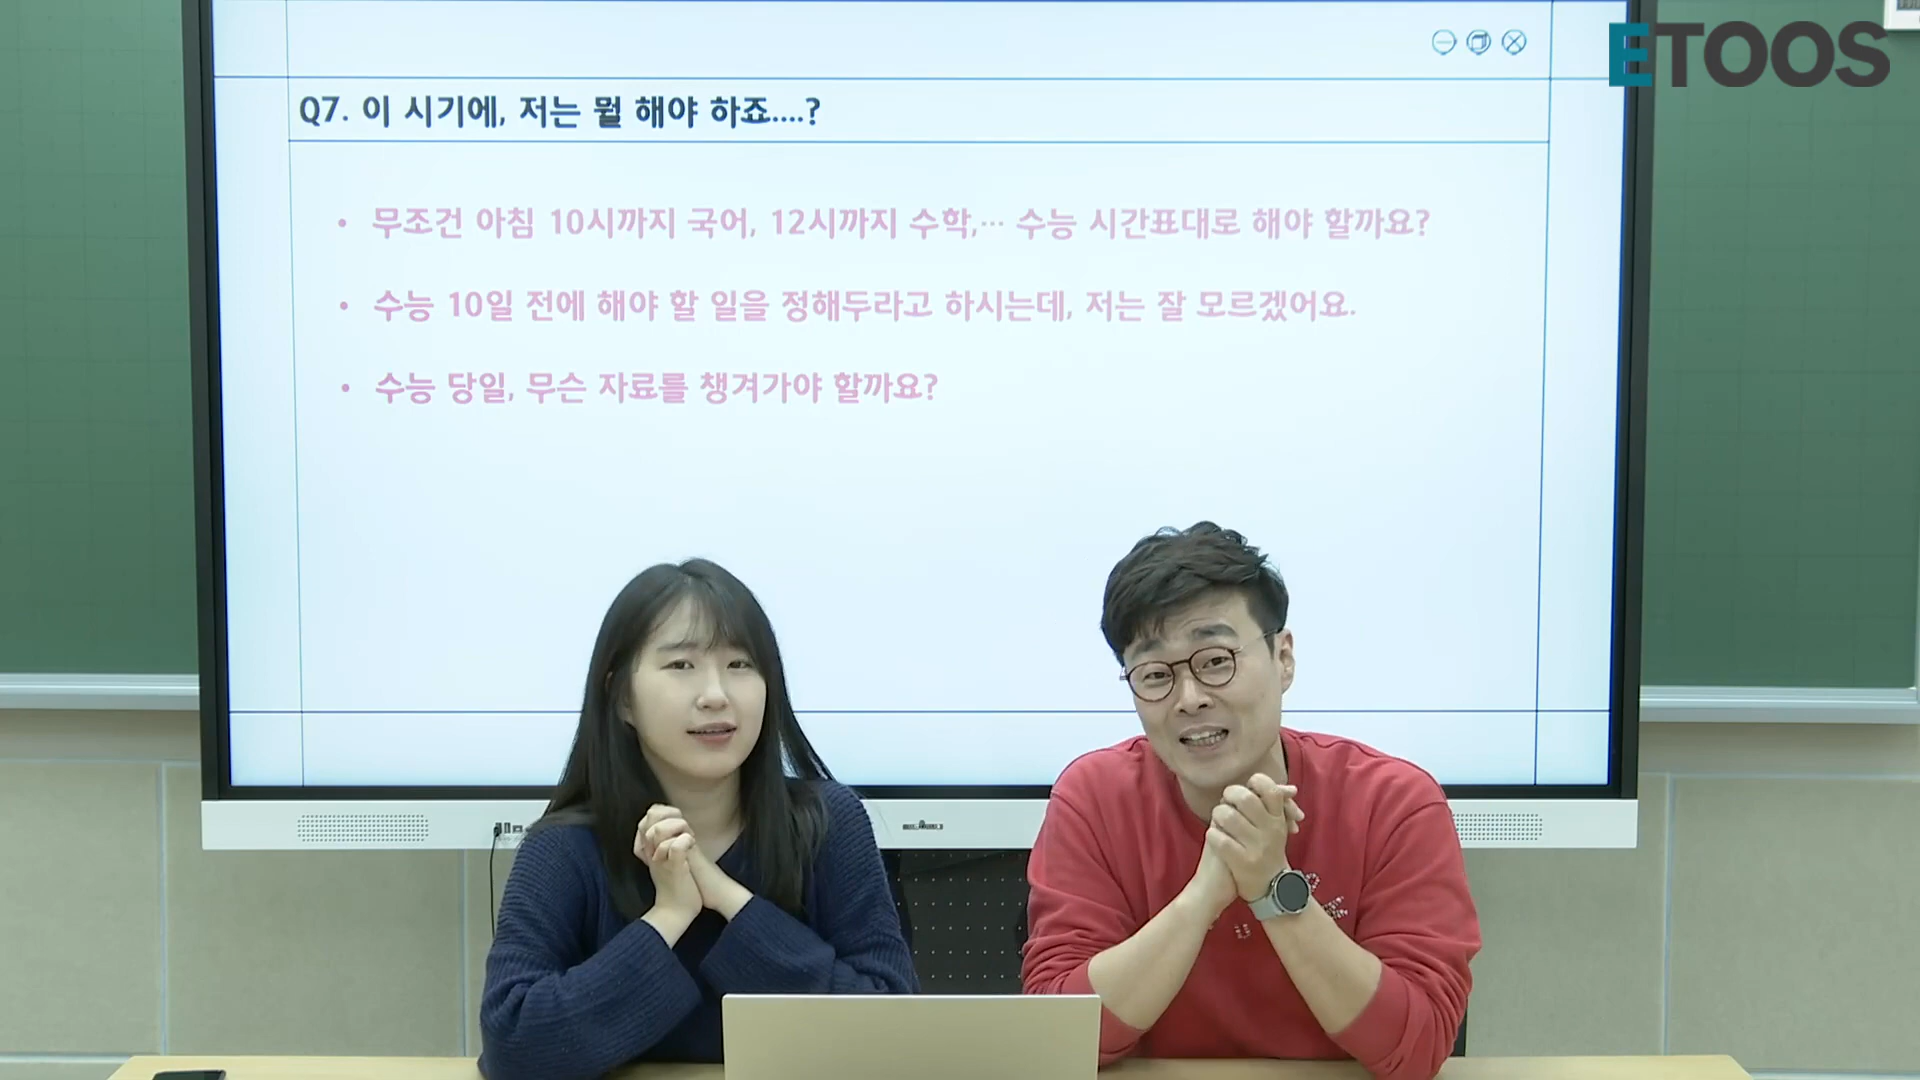 ETOOS
Q7. 이 시기에, 저는 뭘 해야 하죠....?
• 무조건 아침 10시까지 국어, 12시까지 수학,… 수능 시간표대로 해야 할까요?
• 수능 10일 전에 해야 할 일을 정해두라고 하시는데, 저는 잘 모르겠어요.
• 수능 당일, 무슨 자료를 챙겨가야 할까요?